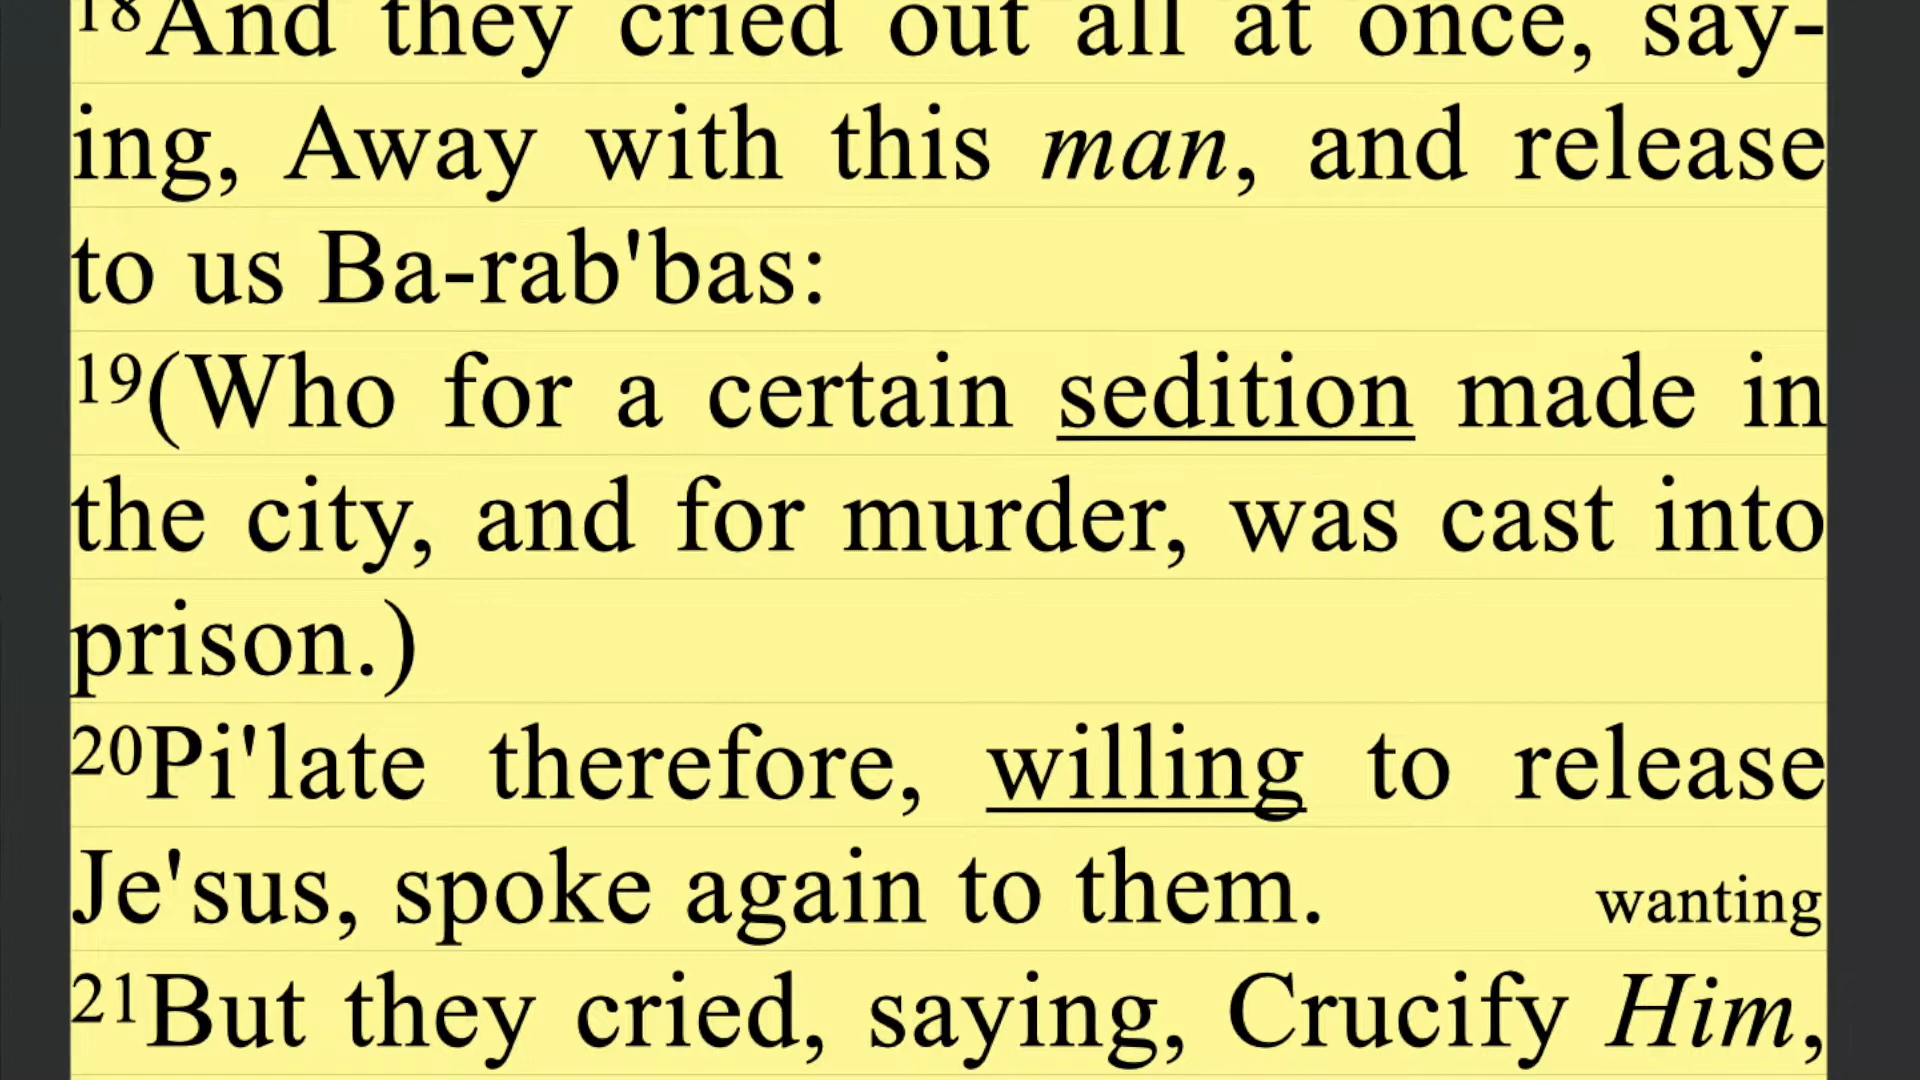 18And they cried out all at once, say-
ing, Away with this man, and release
to us Ba-rab'bas:
19(Who for a certain sedition made in
the city, and for murder, was cast into
prison.)
20Pi'late therefore, willing to release
Je'sus, spoke again to them. wanting
21But they cried, saying, Crucify Him,